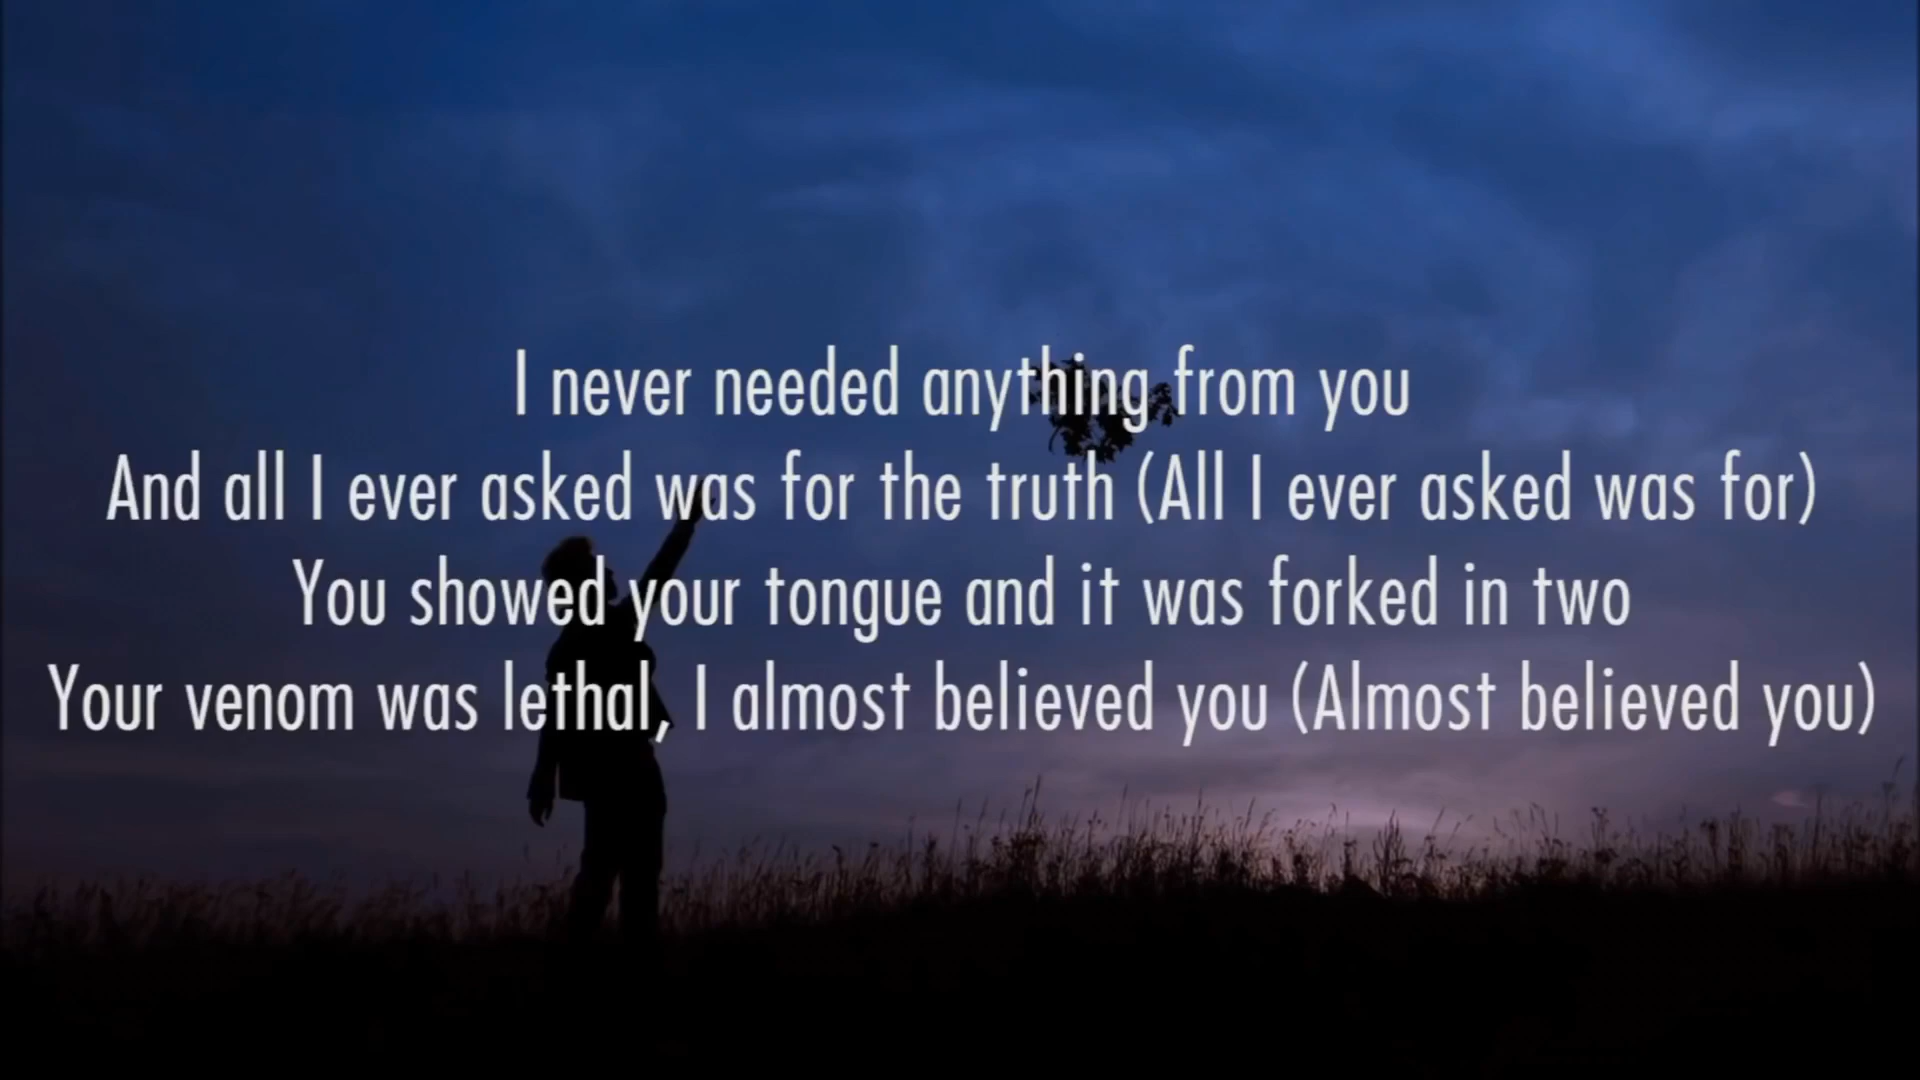 I never needed anything from you
And all I ever asked was for the truth (All I ever asked was for)
You showed your tongue and it was forked in two
Your venom was lethal, I almost believed you (Almost believed you)